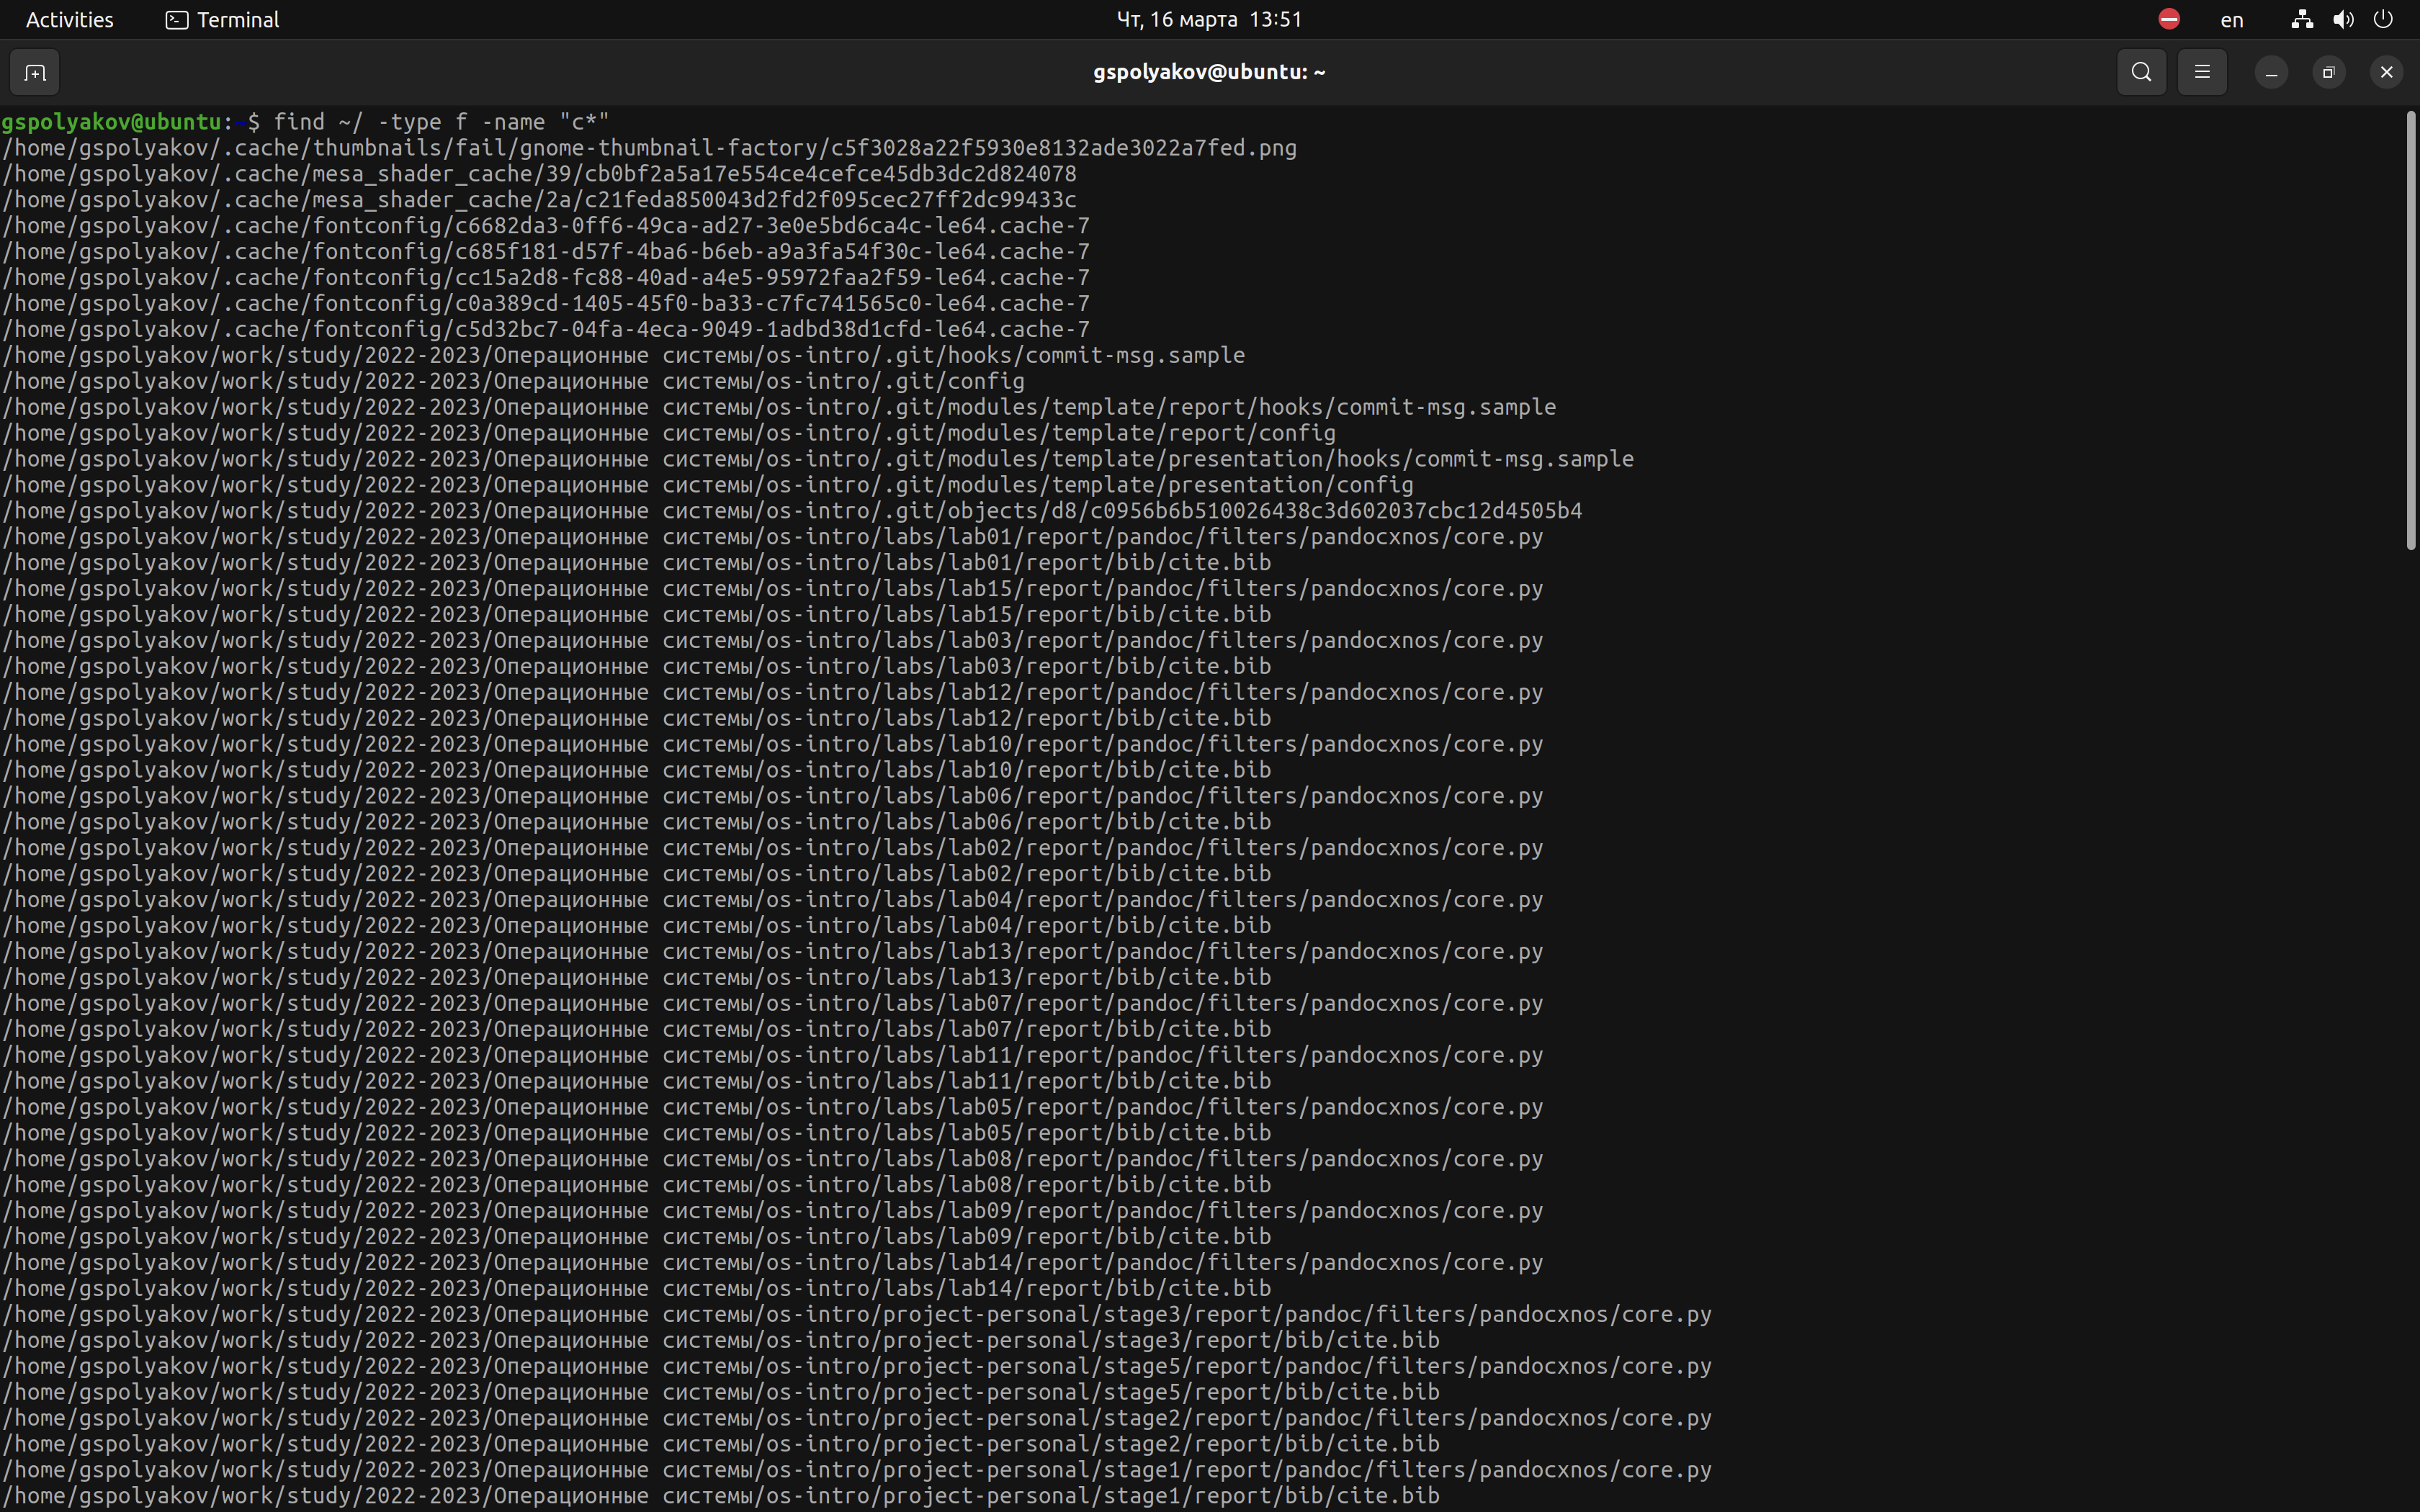 Activities Terminal Чт, 16 марта 13:51 en
gspolyakov@ubuntu: ~
gspolyakov@ubuntu:~$ find ~/ -type f -name "c*"
/home/gspolyakov/.cache/thumbnails/fail/gnome-thumbnail-factory/c5f3028a22f5930e8132ade3022a7fed.png
/home/gspolyakov/.cache/mesa_shader_cache/39/cb0bf2a5a17e554ce4cefce45db3dc2d824078
/home/gspolyakov/.cache/mesa_shader_cache/2a/c21feda850043d2fd2f095cec27ff2dc99433c
/home/gspolyakov/.cache/fontconfig/c6682da3-0ff6-49ca-ad27-3e0e5bd6ca4c-le64.cache-7
/home/gspolyakov/.cache/fontconfig/c685f181-d57f-4ba6-b6eb-a9a3fa54f30c-le64.cache-7
/home/gspolyakov/.cache/fontconfig/cc15a2d8-fc88-40ad-a4e5-95972faa2f59-le64.cache-7
/home/gspolyakov/.cache/fontconfig/c0a389cd-1405-45f0-ba33-c7fc741565c0-le64.cache-7
/home/gspolyakov/.cache/fontconfig/c5d32bc7-04fa-4eca-9049-1adbd38d1cfd-le64.cache-7
/home/gspolyakov/work/study/2022-2023/Операционные системы/os-intro/.git/hooks/commit-msg.sample
/home/gspolyakov/work/study/2022-2023/Операционные системы/os-intro/.git/config
/home/gspolyakov/work/study/2022-2023/Операционные системы/os-intro/.git/modules/template/report/hooks/commit-msg.sample
/home/gspolyakov/work/study/2022-2023/Операционные системы/os-intro/.git/modules/template/report/config
/home/gspolyakov/work/study/2022-2023/Операционные системы/os-intro/.git/modules/template/presentation/hooks/commit-msg.sample
/home/gspolyakov/work/study/2022-2023/Операционные системы/os-intro/.git/modules/template/presentation/config
/home/gspolyakov/work/study/2022-2023/Операционные системы/os-intro/.git/objects/d8/c0956b6b510026438c3d602037cbc12d4505b4
/home/gspolyakov/work/study/2022-2023/Операционные системы/os-intro/labs/lab01/report/pandoc/filters/pandocxnos/core.py
/home/gspolyakov/work/study/2022-2023/Операционные системы/os-intro/labs/lab01/report/bib/cite.bib
/home/gspolyakov/work/study/2022-2023/Операционные системы/os-intro/labs/lab15/report/pandoc/filters/pandocxnos/core.py
/home/gspolyakov/work/study/2022-2023/Операционные системы/os-intro/labs/lab15/report/bib/cite.bib
/home/gspolyakov/work/study/2022-2023/Операционные системы/os-intro/labs/lab03/report/pandoc/filters/pandocxnos/core.py
/home/gspolyakov/work/study/2022-2023/Операционные системы/os-intro/labs/lab03/report/bib/cite.bib
/home/gspolyakov/work/study/2022-2023/Операционные системы/os-intro/labs/lab12/report/pandoc/filters/pandocxnos/core.py
/home/gspolyakov/work/study/2022-2023/Операционные системы/os-intro/labs/lab12/report/bib/cite.bib
/home/gspolyakov/work/study/2022-2023/Операционные системы/os-intro/labs/lab10/report/pandoc/filters/pandocxnos/core.py
/home/gspolyakov/work/study/2022-2023/Операционные системы/os-intro/labs/lab10/report/bib/cite.bib
/home/gspolyakov/work/study/2022-2023/Операционные системы/os-intro/labs/lab06/report/pandoc/filters/pandocxnos/core.py
/home/gspolyakov/work/study/2022-2023/Операционные системы/os-intro/labs/lab06/report/bib/cite.bib
/home/gspolyakov/work/study/2022-2023/Операционные системы/os-intro/labs/lab02/report/pandoc/filters/pandocxnos/core.py
/home/gspolyakov/work/study/2022-2023/Операционные системы/os-intro/labs/lab02/report/bib/cite.bib
/home/gspolyakov/work/study/2022-2023/Операционные системы/os-intro/labs/lab04/report/pandoc/filters/pandocxnos/core.py
/home/gspolyakov/work/study/2022-2023/Операционные системы/os-intro/labs/lab04/report/bib/cite.bib
/home/gspolyakov/work/study/2022-2023/Операционные системы/os-intro/labs/lab13/report/pandoc/filters/pandocxnos/core.py
/home/gspolyakov/work/study/2022-2023/Операционные системы/os-intro/labs/lab13/report/bib/cite.bib
/home/gspolyakov/work/study/2022-2023/Операционные системы/os-intro/labs/lab07/report/pandoc/filters/pandocxnos/core.py
/home/gspolyakov/work/study/2022-2023/Операционные системы/os-intro/labs/lab07/report/bib/cite.bib
/home/gspolyakov/work/study/2022-2023/Операционные системы/os-intro/labs/lab11/report/pandoc/filters/pandocxnos/core.py
/home/gspolyakov/work/study/2022-2023/Операционные системы/os-intro/labs/lab11/report/bib/cite.bib
/home/gspolyakov/work/study/2022-2023/Операционные системы/os-intro/labs/lab05/report/pandoc/filters/pandocxnos/core.py
/home/gspolyakov/work/study/2022-2023/Операционные системы/os-intro/labs/lab05/report/bib/cite.bib
/home/gspolyakov/work/study/2022-2023/Операционные системы/os-intro/labs/lab08/report/pandoc/filters/pandocxnos/core.py
/home/gspolyakov/work/study/2022-2023/Операционные системы/os-intro/labs/lab08/report/bib/cite.bib
/home/gspolyakov/work/study/2022-2023/Операционные системы/os-intro/labs/lab09/report/pandoc/filters/pandocxnos/core.py
/home/gspolyakov/work/study/2022-2023/Операционные системы/os-intro/labs/lab09/report/bib/cite.bib
/home/gspolyakov/work/study/2022-2023/Операционные системы/os-intro/labs/lab14/report/pandoc/filters/pandocxnos/core.py
/home/gspolyakov/work/study/2022-2023/Операционные системы/os-intro/labs/lab14/report/bib/cite.bib
/home/gspolyakov/work/study/2022-2023/Операционные системы/os-intro/project-personal/stage3/report/pandoc/filters/pandocxnos/core.py
/home/gspolyakov/work/study/2022-2023/Операционные системы/os-intro/project-personal/stage3/report/bib/cite.bib
/home/gspolyakov/work/study/2022-2023/Операционные системы/os-intro/project-personal/stage5/report/pandoc/filters/pandocxnos/core.py
/home/gspolyakov/work/study/2022-2023/Операционные системы/os-intro/project-personal/stage5/report/bib/cite.bib
/home/gspolyakov/work/study/2022-2023/Операционные системы/os-intro/project-personal/stage2/report/pandoc/filters/pandocxnos/core.py
/home/gspolyakov/work/study/2022-2023/Операционные системы/os-intro/project-personal/stage2/report/bib/cite.bib
/home/gspolyakov/work/study/2022-2023/Операционные системы/os-intro/project-personal/stage1/report/pandoc/filters/pandocxnos/core.py
/home/gspolyakov/work/study/2022-2023/Операционные системы/os-intro/project-personal/stage1/report/bib/cite.bib